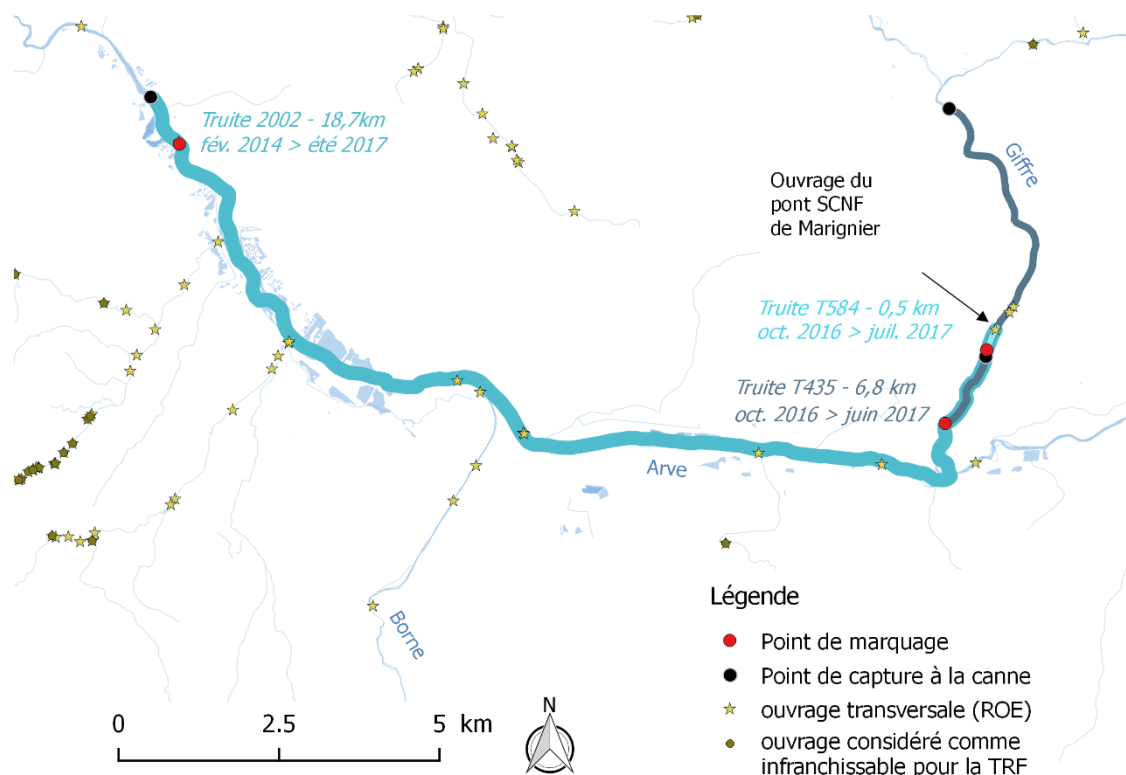 Truite 2002 - 18,7km
fév. 2014 > été 2017
Giffre
Ouvrage du
pont SCNF
de Marignier
Truite T584 - 0,5 km
oct. 2016 > juil. 2017
Truite T435 - 6,8 km
oct. 2016 > juin 2017
Arve
Borne
Légende
Point de marquage
Point de capture à la canne
ouvrage transversale (ROE)
ouvrage considéré comme
infranchissable pour la TRF
0 2.5 5 km
N